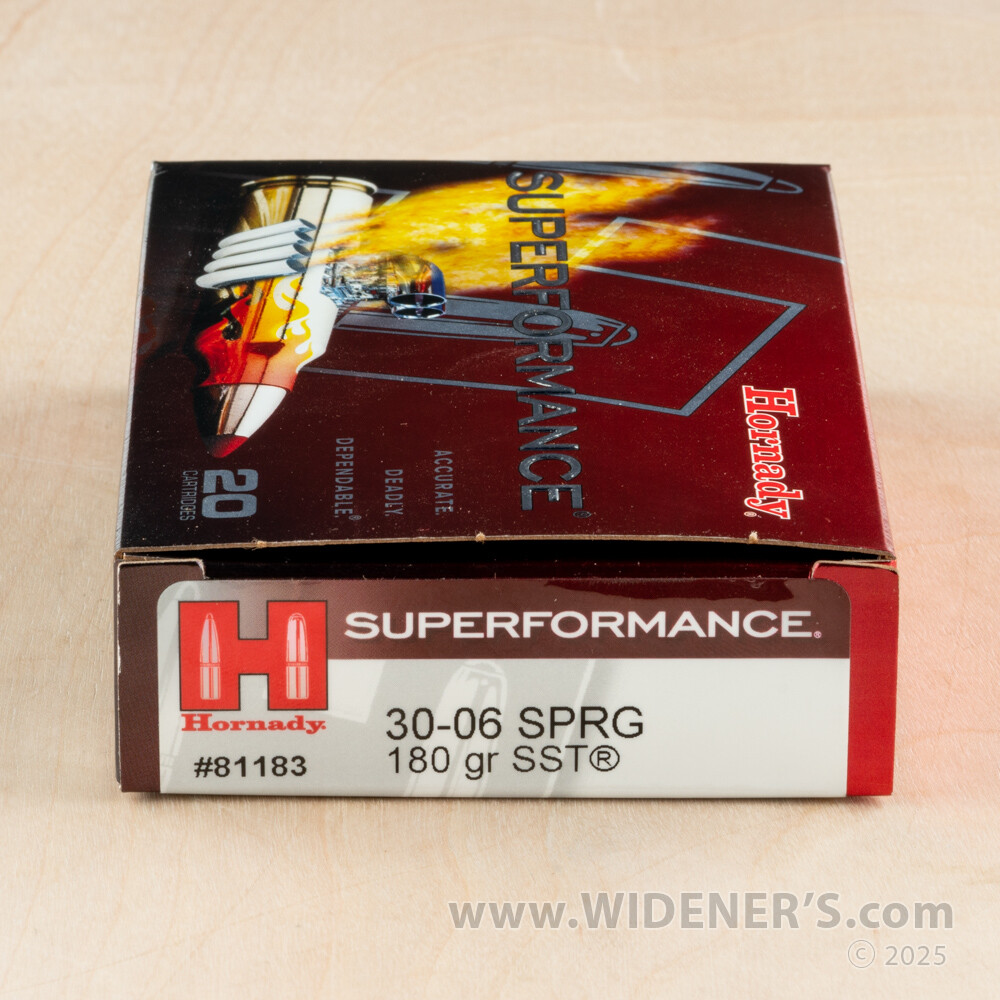 SUPERFORMANCE®
Hornady®
ACCURATE.
DEADLY.
DEPENDABLE®
20
CARTRIDGES
H
SUPERFORMANCE®
Hornady®
30-06 SPRG
#81183
180 gr SST®
www.WIDENER'S.com
© 2025